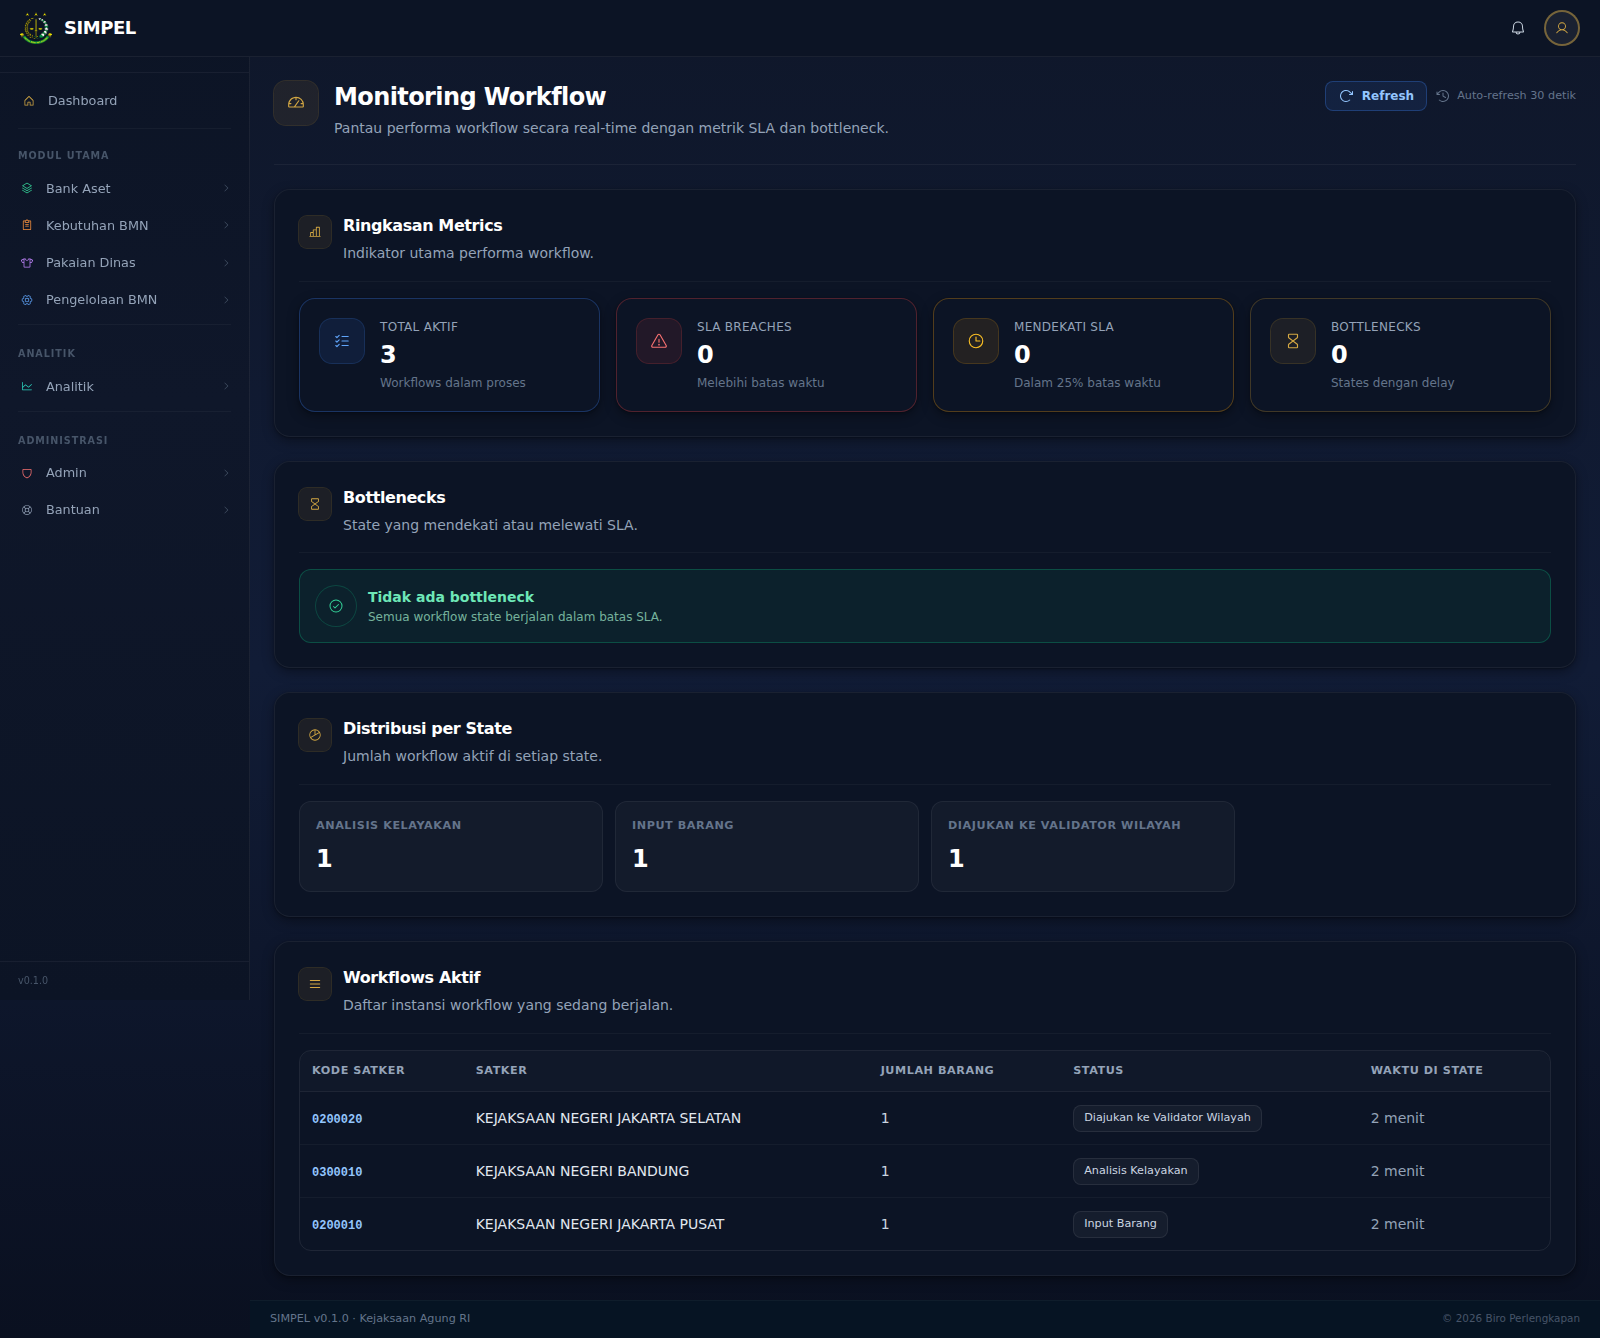 SIMPEL
Dashboard
MODUL UTAMA
Bank Aset
Kebutuhan BMN
Pakaian Dinas
Pengelolaan BMN
ANALITIK
Analitik
ADMINISTRASI
Admin
Bantuan
v0.1.0
Monitoring Workflow
Pantau performa workflow secara real-time dengan metrik SLA dan bottleneck.
Refresh
Auto-refresh 30 detik
Ringkasan Metrics
Indikator utama performa workflow.
TOTAL AKTIF
3
Workflows dalam proses
SLA BREACHES
0
Melebihi batas waktu
MENDEKATI SLA
0
Dalam 25% batas waktu
BOTTLENECKS
0
States dengan delay
Bottlenecks
State yang mendekati atau melewati SLA.
Tidak ada bottleneck
Semua workflow state berjalan dalam batas SLA.
Distribusi per State
Jumlah workflow aktif di setiap state.
ANALISIS KELAYAKAN
1
INPUT BARANG
1
DIAJUKAN KE VALIDATOR WILAYAH
1
Workflows Aktif
Daftar instansi workflow yang sedang berjalan.
KODE SATKER SATKER JUMLAH BARANG STATUS WAKTU DI STATE
0200020 KEJAKSAAN NEGERI JAKARTA SELATAN 1 Diajukan ke Validator Wilayah 2 menit
0300010 KEJAKSAAN NEGERI BANDUNG 1 Analisis Kelayakan 2 menit
0200010 KEJAKSAAN NEGERI JAKARTA PUSAT 1 Input Barang 2 menit
SIMPEL v0.1.0 · Kejaksaan Agung RI
© 2026 Biro Perlengkapan